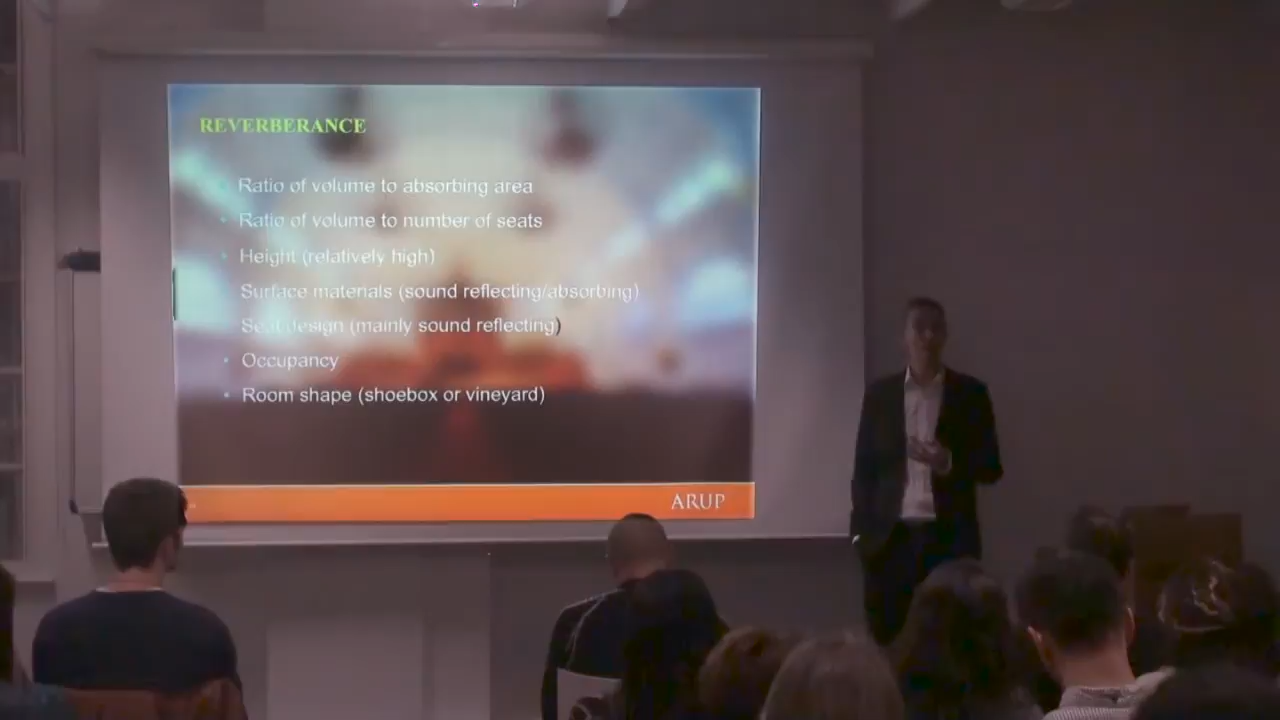 REVERBERANCE
• Ratio of volume to absorbing area
• Ratio of volume to number of seats
• Height (relatively high)
Surface materials (sound reflecting/absorbing)
Seat design (mainly sound reflecting)
• Occupancy
• Room shape (shoebox or vineyard)
ARUP